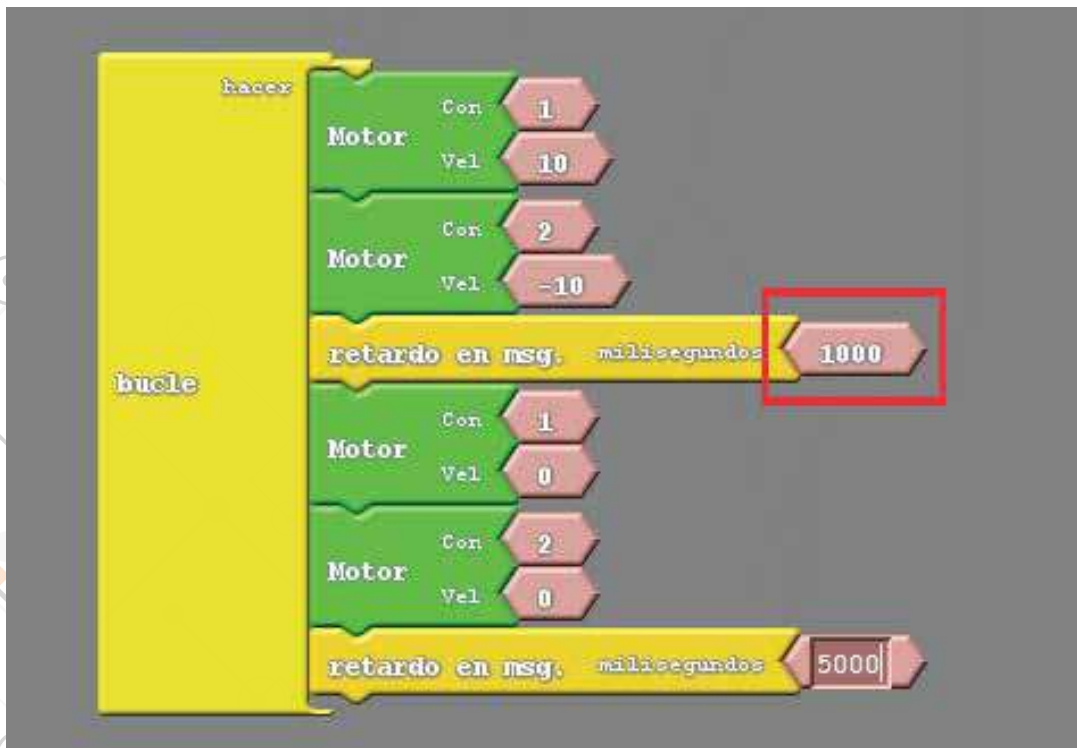 hacer
Con 1
Motor
Vel 10
Con 2
Motor
Vel -10
retardo en msg. milisegundos 1000
bucle
Con 1
Motor
Vel 0
Con 2
Motor
Vel 0
retardo en msg. milisegundos 5000